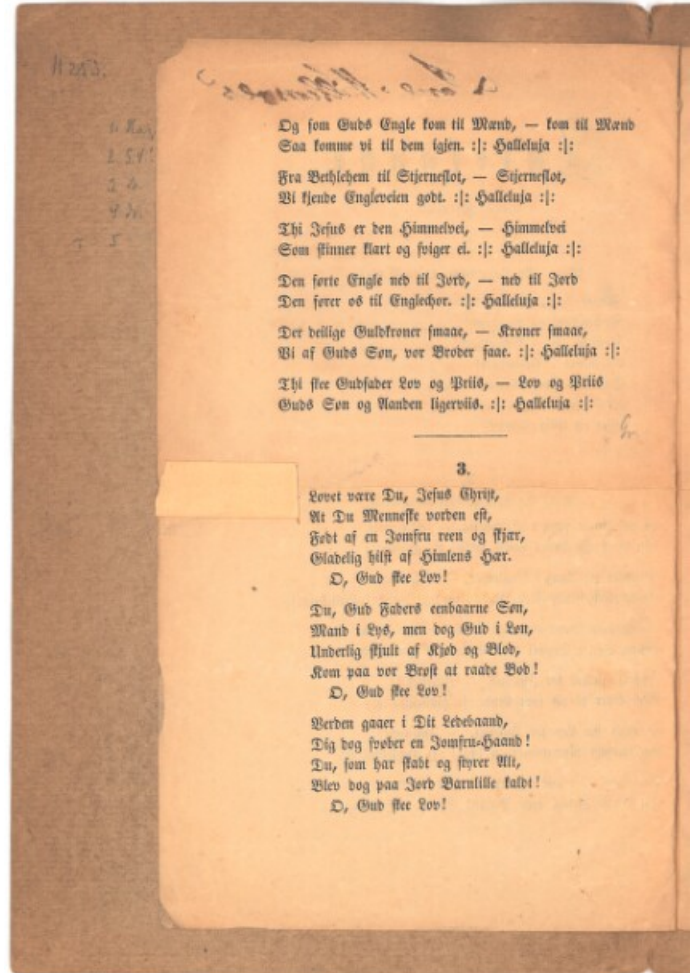 Og som Guds Engle kom til Mænd, — kom til Mænd
Saa komme vi til dem igjen. :|: Halleluja :|:
Fra Bethlehem til Stjerneslot, — Stjerneslot,
Vi kjende Engleveien godt. :|: Halleluja :|:
Thi Jesus er den Himmelvei, — Himmelvei
Som skinner klart og sviger ei. :|: Halleluja :|:
Den førte Engle ned til Jord, — ned til Jord
Den fører os til Englechor. :|: Halleluja :|:
Der deilige Guldkroner smaae, — Kroner smaae,
Vi af Guds Søn, vor Broder faae. :|: Halleluja :|:
Thi skee Gudfader Lov og Priis, — Lov og Priis
Guds Søn og Aanden ligerviis. :|: Halleluja :|:
3.
Lovet være Du, Jesus Christ,
At Du Menneske vorden est,
Født af en Jomfru reen og skjær,
Gladelig hilst af Himlens Hær.
O, Gud skee Lov!
Du, Gud Faders eenbaarne Søn,
Mand i Lys, men dog Gud i Løn,
Underlig skjult af Kjød og Blod,
Kom paa vor Brøst at raade Bod!
O, Gud skee Lov!
Verden gaaer i Dit Ledebaand,
Dig dog svøber en Jomfru-Haand!
Du, som har skabt og styrer Alt,
Blev dog paa Jord Barnlille kaldt!
O, Gud skee Lov!